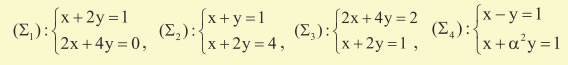 (Σ₁): { x + 2y = 1 ; 2x + 4y = 0 , (Σ₂): { x + y = 1 ; x + 2y = 4 , (Σ₃): { 2x + 4y = 2 ; x + 2y = 1 , (Σ₄): { x − y = 1 ; x + α²y = 1